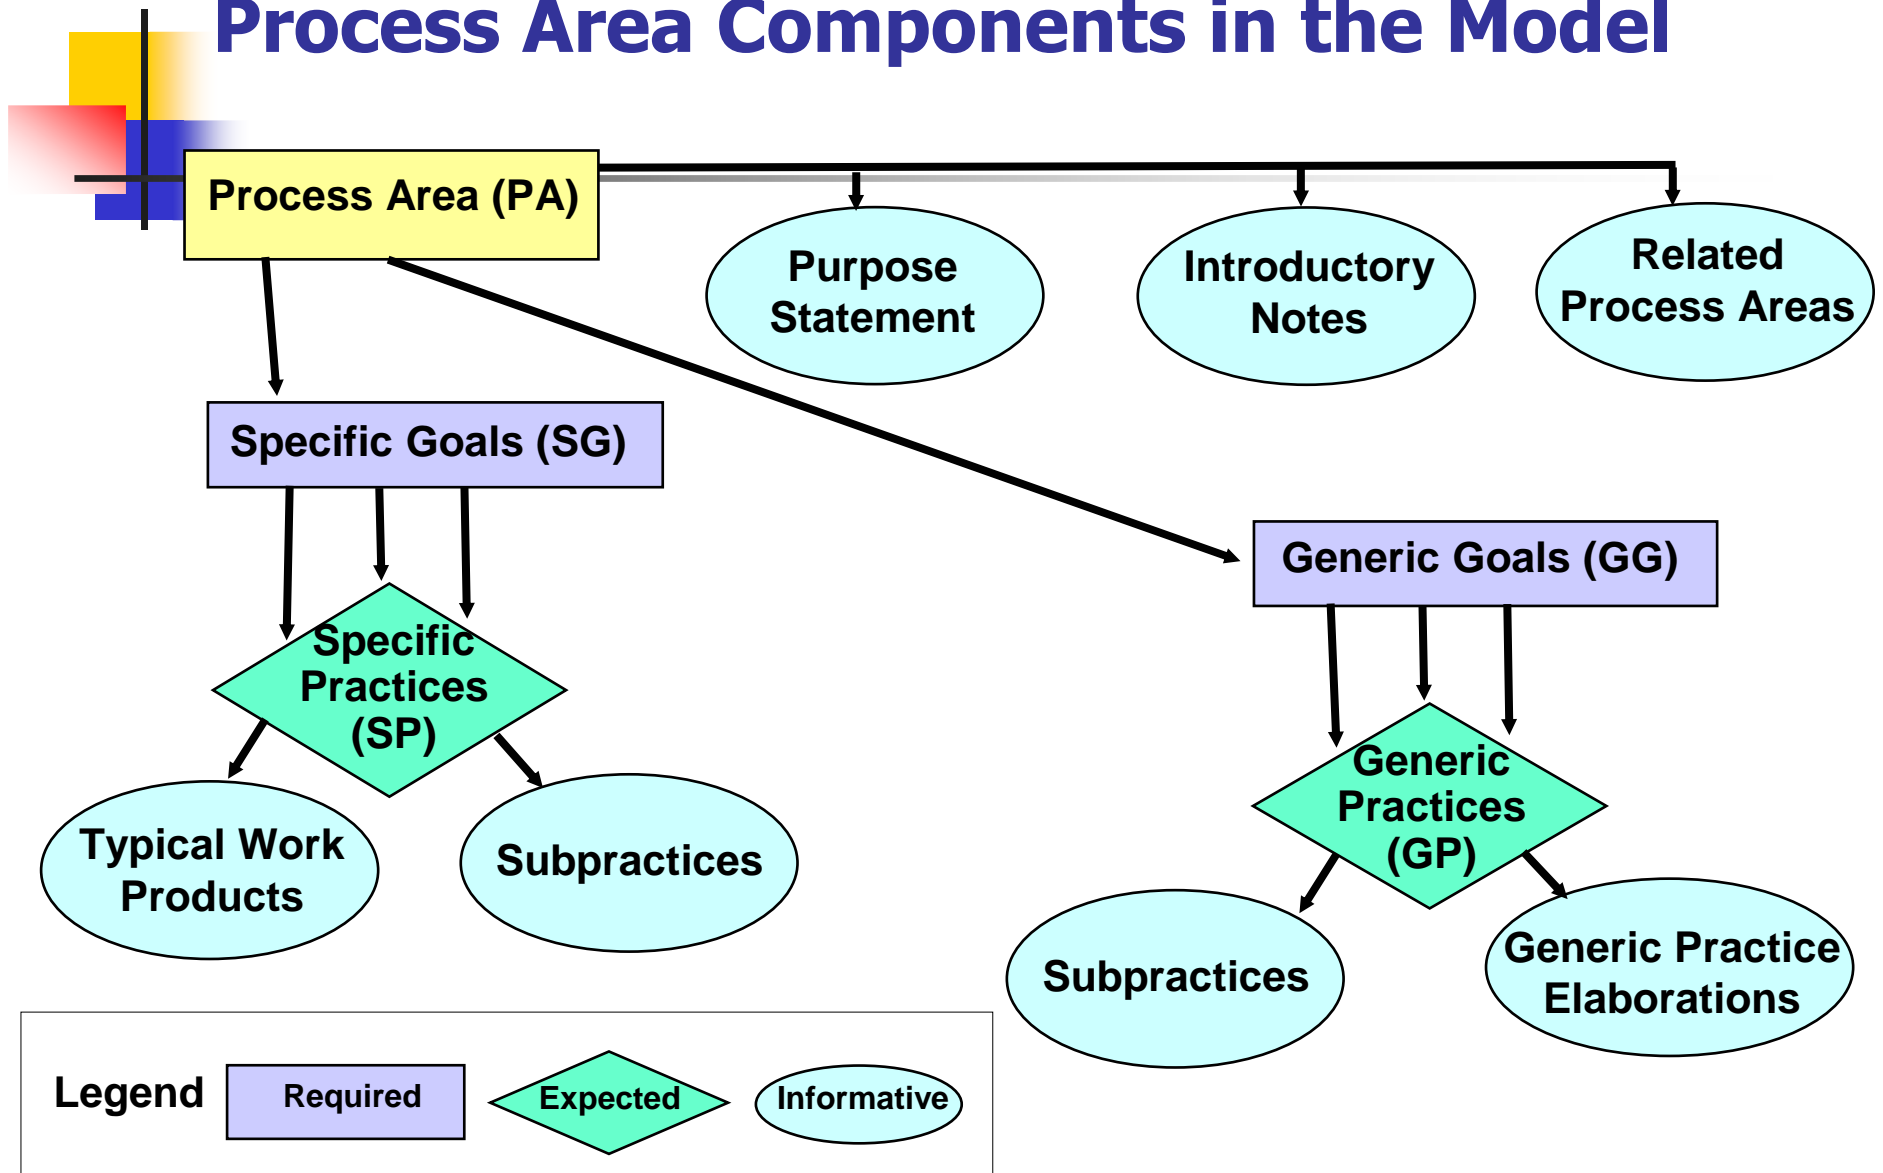 Process Area Components in the Model
Process Area (PA)
Purpose
Statement
Introductory
Notes
Related
Process Areas
Specific Goals (SG)
Generic Goals (GG)
Specific
Practices
(SP)
Generic
Practices
(GP)
Typical Work
Products
Subpractices
Subpractices
Generic Practice
Elaborations
Legend
Required
Expected
Informative